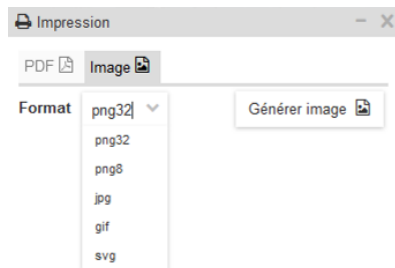 Impression
PDF Image
Format png32 Générer image
png32
png8
jpg
gif
svg